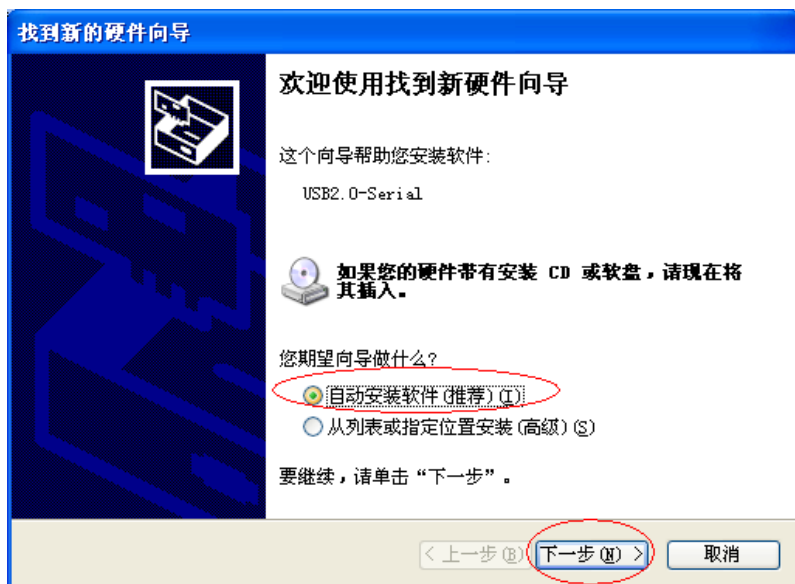 找到新的硬件向导
欢迎使用找到新硬件向导
这个向导帮助您安装软件:
USB2.0-Serial
如果您的硬件带有安装 CD 或软盘，请现在将
其插入。
您期望向导做什么?
自动安装软件(推荐)(I)
从列表或指定位置安装(高级)(S)
要继续，请单击“下一步”。
< 上一步(B) 下一步(N) > 取消